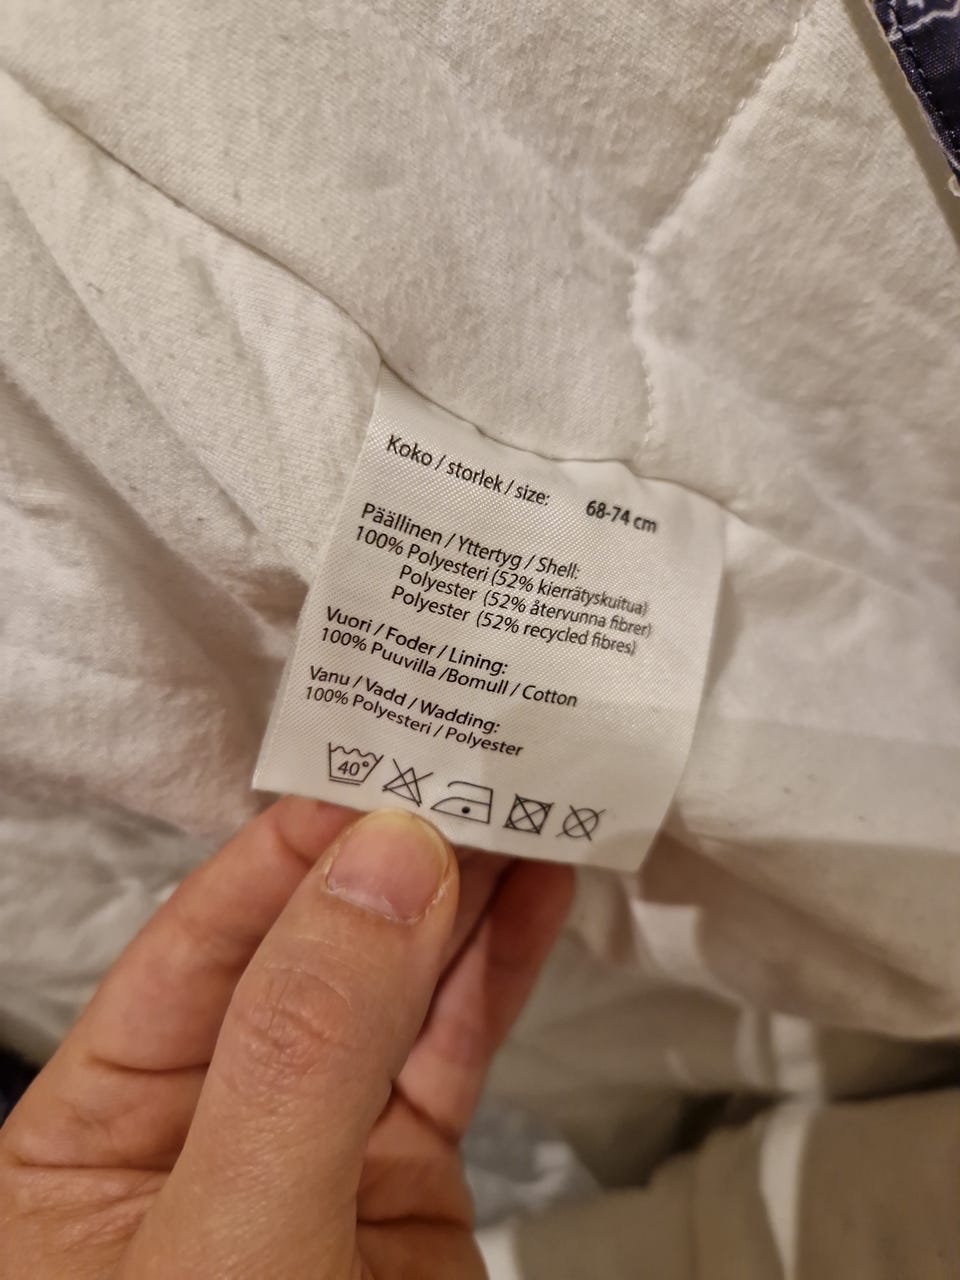 Koko / storlek / size: 68-74 cm
Päällinen / Yttertyg / Shell:
100% Polyesteri (52% kierrätyskuitua)
Polyester (52% återvunna fibrer)
Polyester (52% recycled fibres)
Vuori / Foder / Lining:
100% Puuvilla /Bomull / Cotton
Vanu / Vadd / Wadding:
100% Polyesteri / Polyester
40°